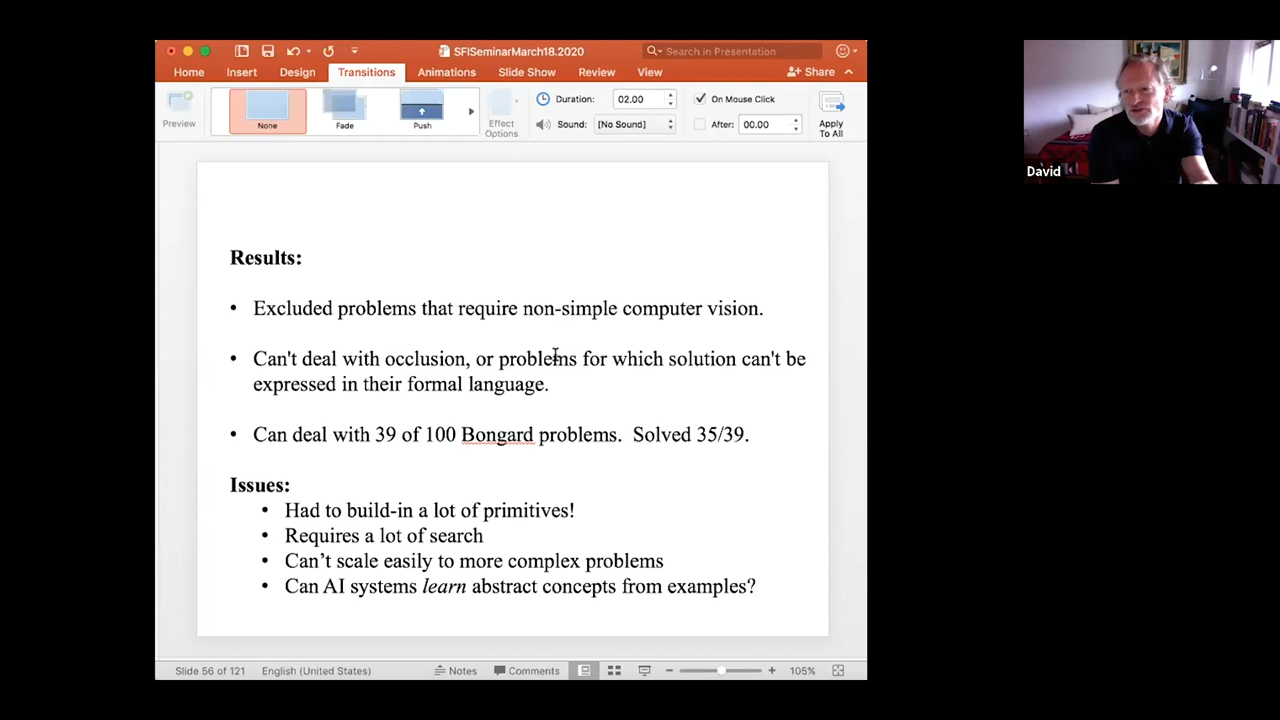 SFISeminarMarch18.2020
Search in Presentation
Home Insert Design Transitions Animations Slide Show Review View Share
Preview
None
Fade
Push
Effect
Options
Duration: 02.00
Sound: [No Sound]
On Mouse Click
After: 00.00
Apply
To All
David
Results:
• Excluded problems that require non-simple computer vision.
• Can't deal with occlusion, or problems for which solution can't be
expressed in their formal language.
• Can deal with 39 of 100 Bongard problems. Solved 35/39.
Issues:
• Had to build-in a lot of primitives!
• Requires a lot of search
• Can’t scale easily to more complex problems
• Can AI systems learn abstract concepts from examples?
Slide 56 of 121 English (United States) Notes Comments 105%